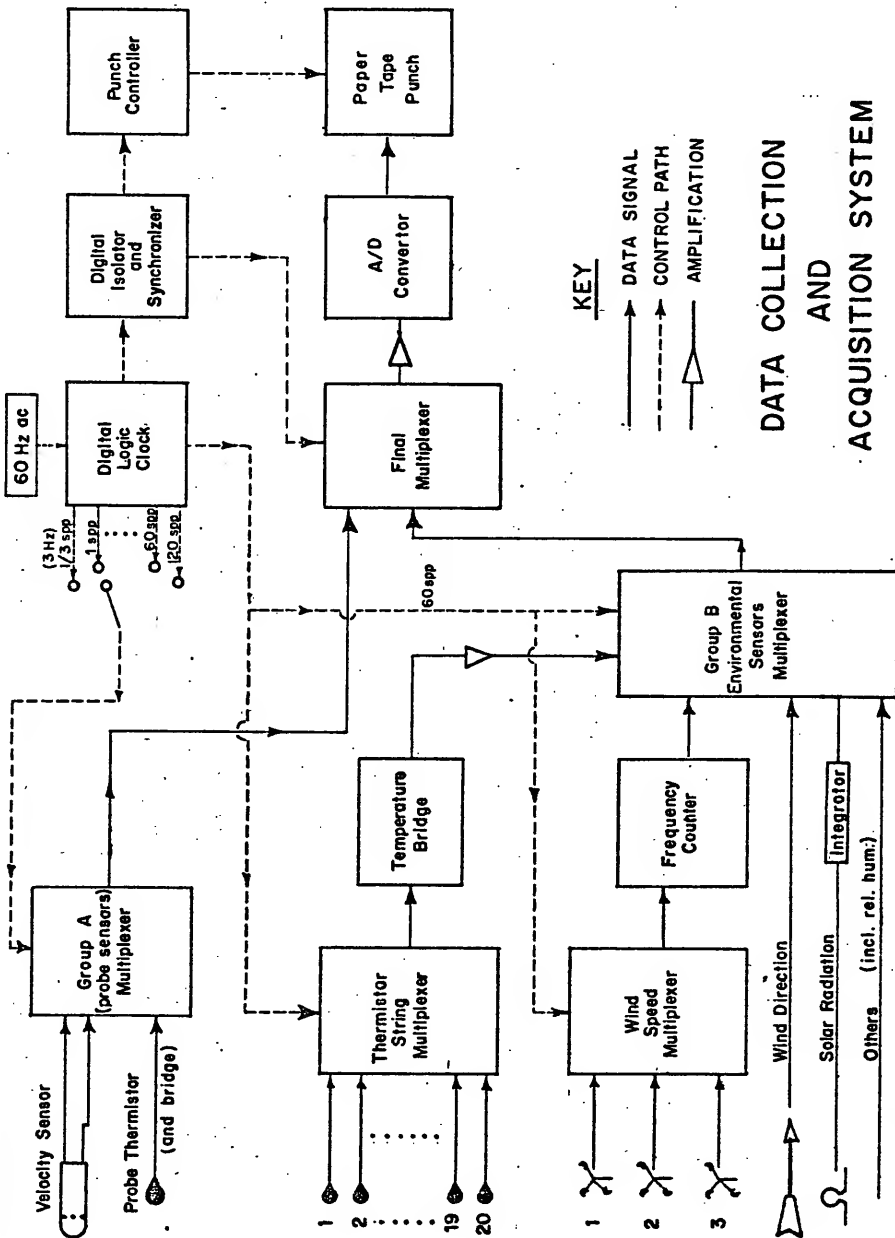 60 Hz ac
(3 Hz)
1/3 spp
1 spp
60 spp
120 spp
Digital
Logic
Clock
Digital
Isolator
and
Synchronizer
Punch
Controller
Velocity Sensor
Probe Thermistor
(and bridge)
Group A
(probe sensors)
Multiplexer
Final
Multiplexer
A/D
Convertor
Paper
Tape
Punch
1
2
19
20
Thermistor
String
Multiplexer
Temperature
Bridge
60 spp
1
2
3
Wind
Speed
Multiplexer
Frequency
Counter
Group B
Environmental
Sensors
Multiplexer
Wind Direction
Solar Radiation
Integrator
Others (incl. rel. hum.)
KEY
DATA SIGNAL
CONTROL PATH
AMPLIFICATION
DATA COLLECTION
AND
ACQUISITION SYSTEM